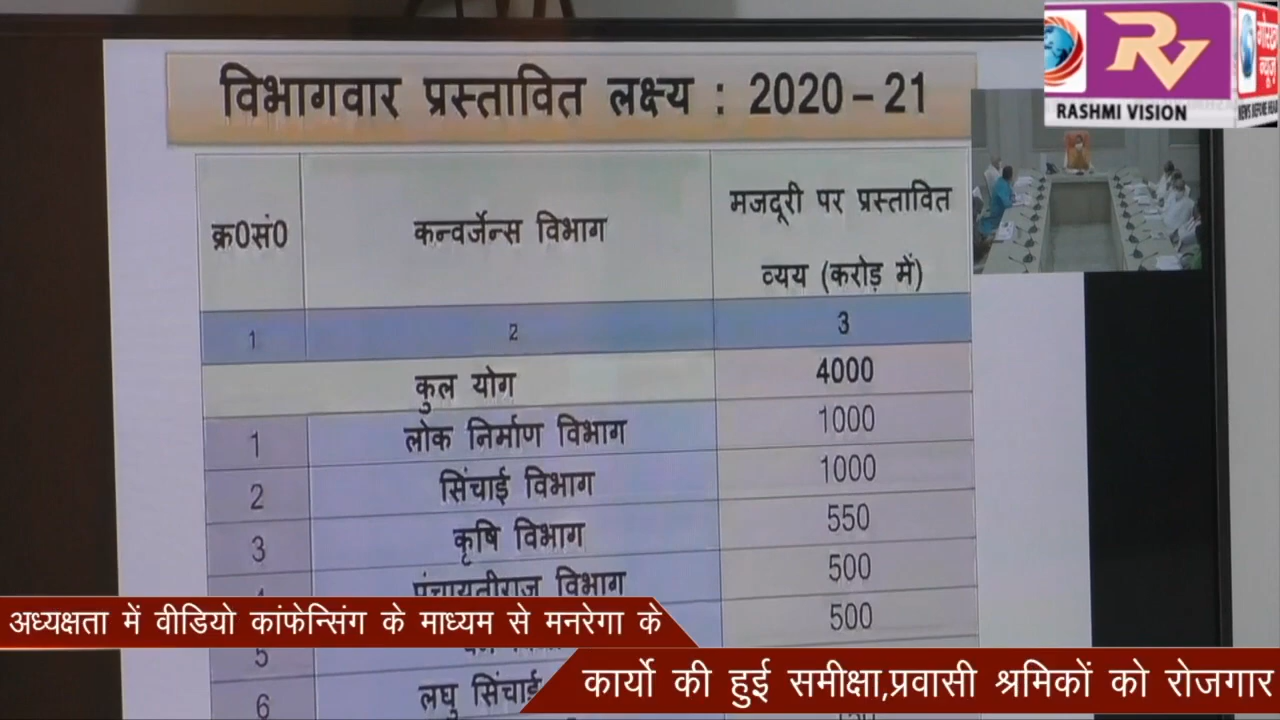 RASHMI VISION
विभागवार प्रस्तावित लक्ष्य : 2020 – 21
क्र0सं0 कन्वर्जेन्स विभाग मजदूरी पर प्रस्तावित
व्यय (करोड़ में)
1 2 3
कुल योग 4000
1 लोक निर्माण विभाग 1000
2 सिंचाई विभाग 1000
3 कृषि विभाग 550
पंचायतीराज विभाग 500
5 500
6 लघु सिंचाई
अध्यक्षता में वीडियो कांफेन्सिंग के माध्यम से मनरेगा के
कार्यो की हुई समीक्षा,प्रवासी श्रमिकों को रोजगार